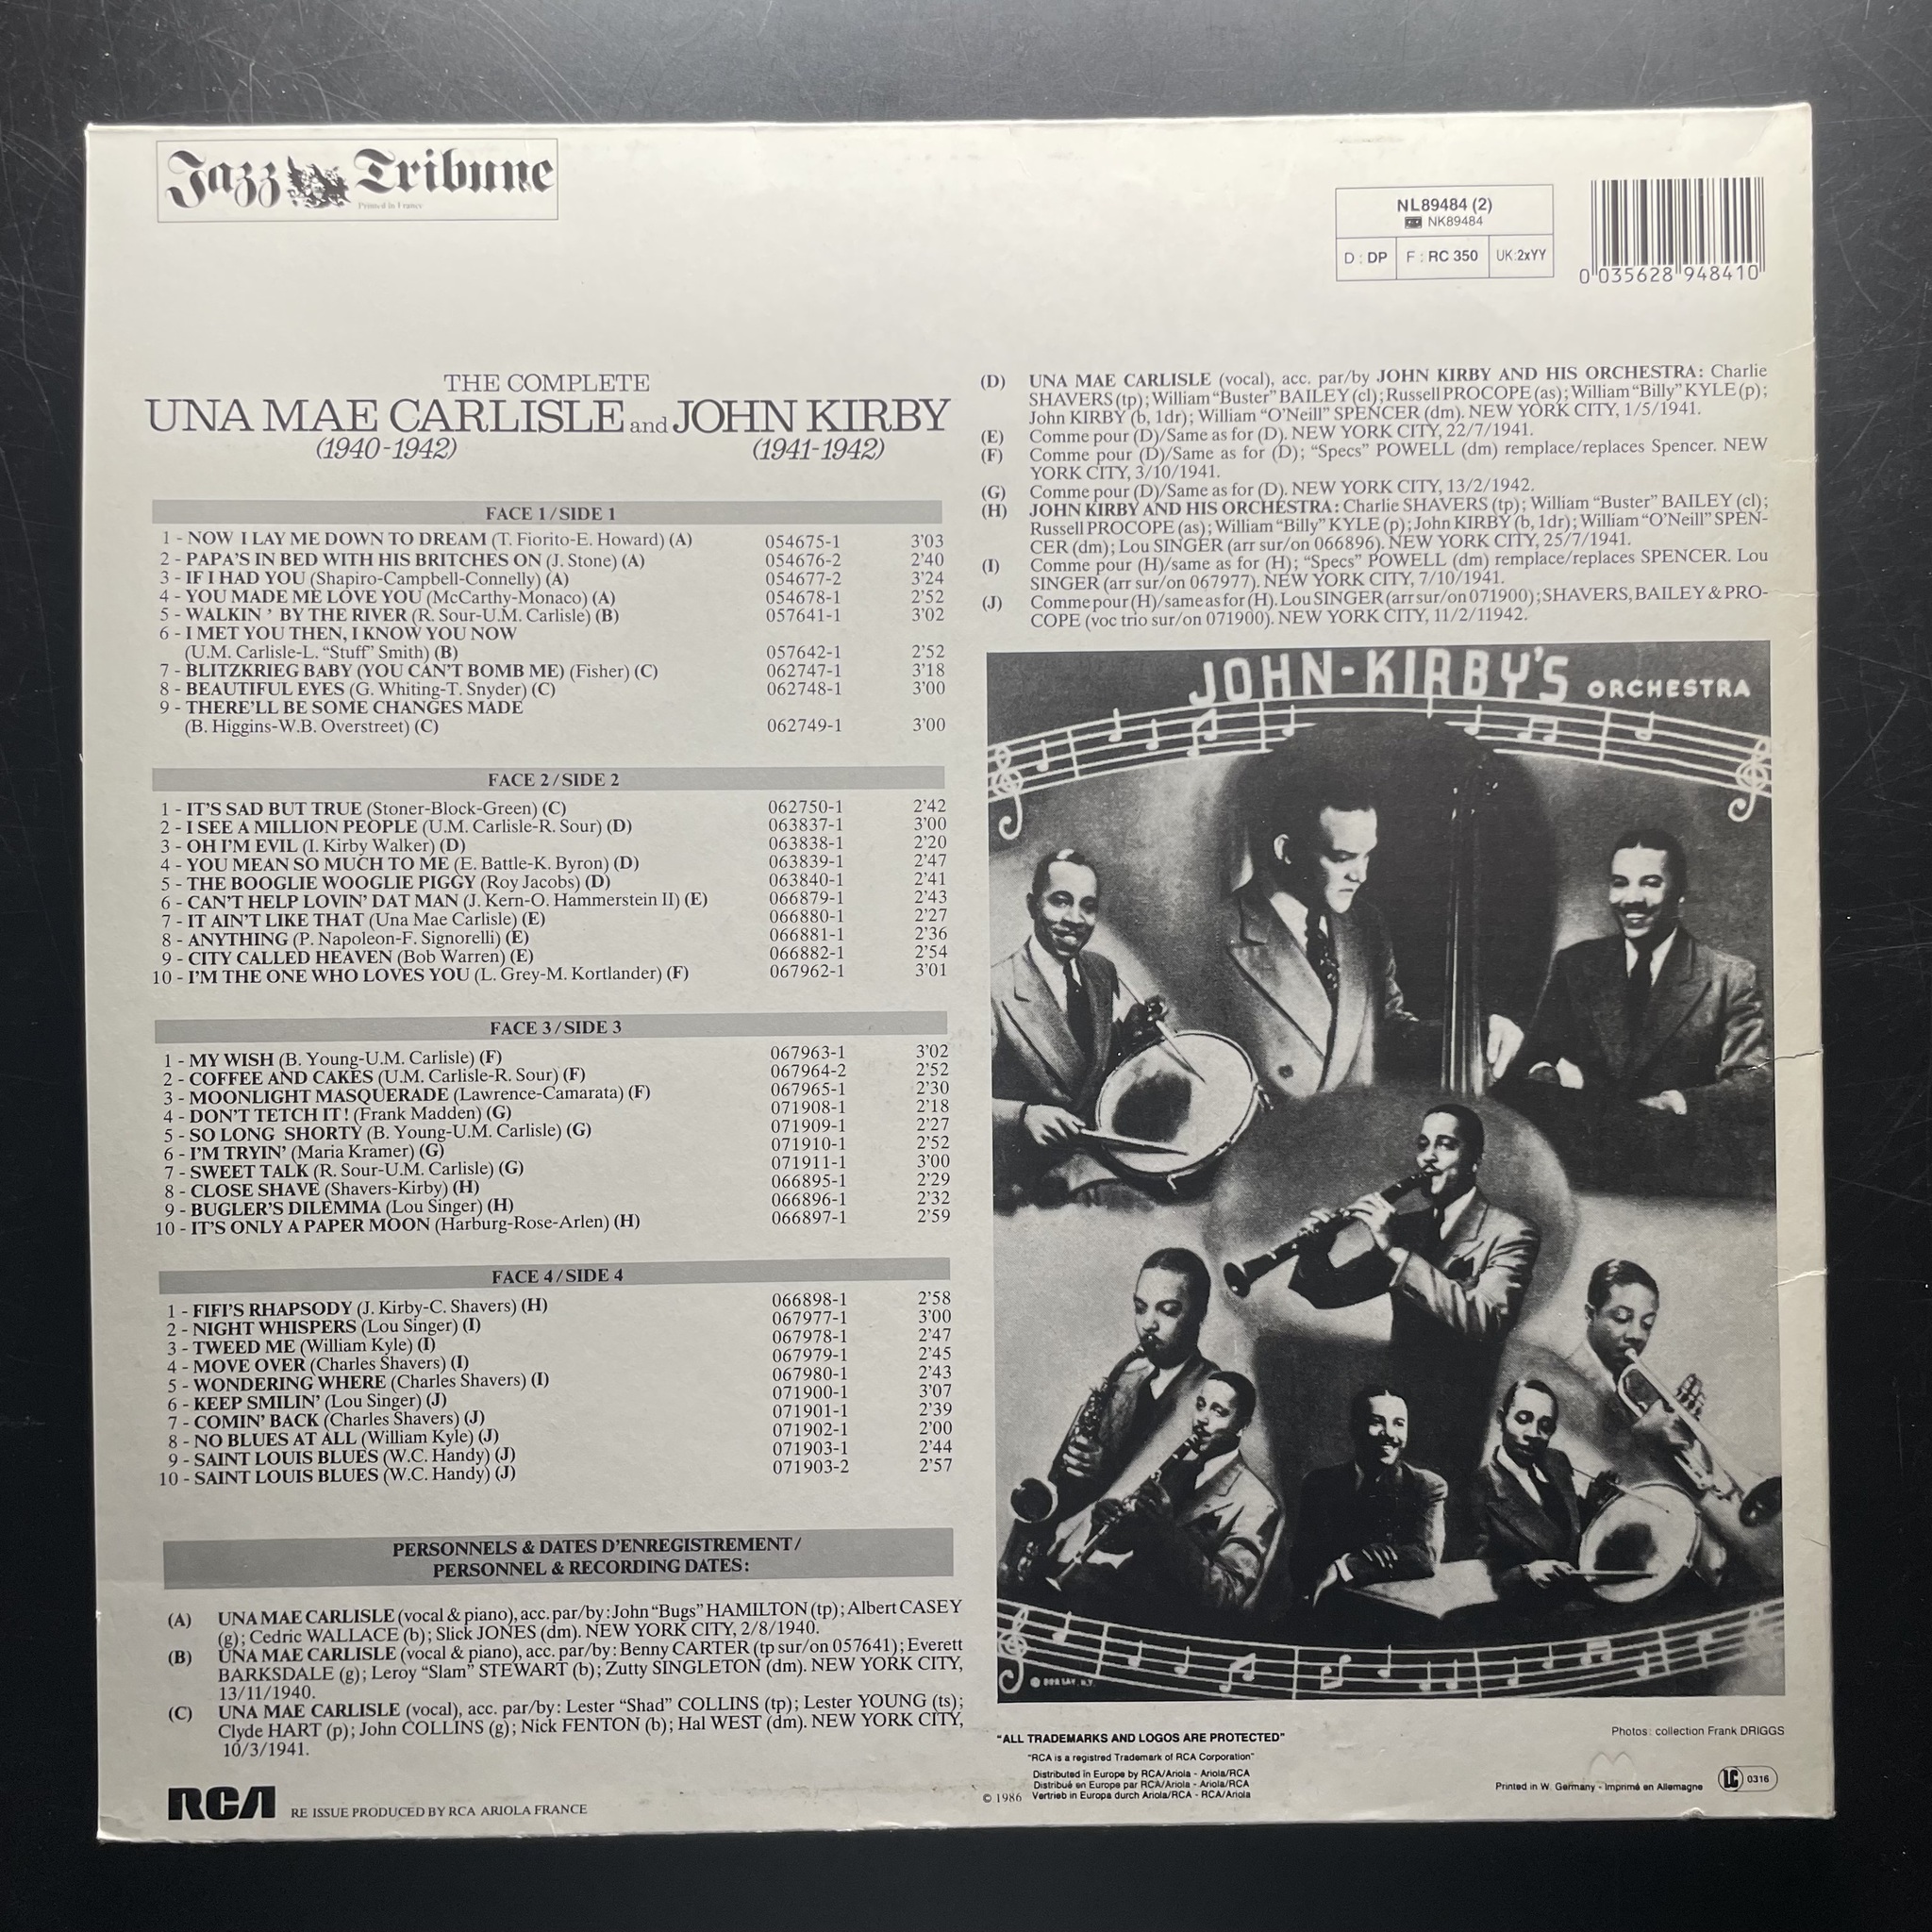 Jazz Tribune
Printed in France
NL89484 (2)
NK89484
D : DP F : RC 350 UK:2xYY
0 035628 948410
THE COMPLETE
UNA MAE CARLISLE and JOHN KIRBY
(1940-1942) (1941-1942)
FACE 1/SIDE 1
1 - NOW I LAY ME DOWN TO DREAM (T. Fiorito-E. Howard) (A) 054675-1 3'03
2 - PAPA'S IN BED WITH HIS BRITCHES ON (J. Stone) (A) 054676-2 2'40
3 - IF I HAD YOU (Shapiro-Campbell-Connelly) (A) 054677-2 3'24
4 - YOU MADE ME LOVE YOU (McCarthy-Monaco) (A) 054678-1 2'52
5 - WALKIN' BY THE RIVER (R. Sour-U.M. Carlisle) (B) 057641-1 3'02
6 - I MET YOU THEN, I KNOW YOU NOW
(U.M. Carlisle-L. "Stuff" Smith) (B) 057642-1 2'52
7 - BLITZKRIEG BABY (YOU CAN'T BOMB ME) (Fisher) (C) 062747-1 3'18
8 - BEAUTIFUL EYES (G. Whiting-T. Snyder) (C) 062748-1 3'00
9 - THERE'LL BE SOME CHANGES MADE
(B. Higgins-W.B. Overstreet) (C) 062749-1 3'00
FACE 2/SIDE 2
1 - IT'S SAD BUT TRUE (Stoner-Block-Green) (C) 062750-1 2'42
2 - I SEE A MILLION PEOPLE (U.M. Carlisle-R. Sour) (D) 063837-1 3'00
3 - OH I'M EVIL (I. Kirby Walker) (D) 063838-1 2'20
4 - YOU MEAN SO MUCH TO ME (E. Battle-K. Byron) (D) 063839-1 2'47
5 - THE BOOGLIE WOOGLIE PIGGY (Roy Jacobs) (D) 063840-1 2'41
6 - CAN'T HELP LOVIN' DAT MAN (J. Kern-O. Hammerstein II) (E) 066879-1 2'43
7 - IT AIN'T LIKE THAT (Una Mae Carlisle) (E) 066880-1 2'27
8 - ANYTHING (P. Napoleon-F. Signorelli) (E) 066881-1 2'36
9 - CITY CALLED HEAVEN (Bob Warren) (E) 066882-1 2'54
10 - I'M THE ONE WHO LOVES YOU (L. Grey-M. Kortlander) (F) 067962-1 3'01
FACE 3/SIDE 3
1 - MY WISH (B. Young-U.M. Carlisle) (F) 067963-1 3'02
2 - COFFEE AND CAKES (U.M. Carlisle-R. Sour) (F) 067964-2 2'52
3 - MOONLIGHT MASQUERADE (Lawrence-Camarata) (F) 067965-1 2'30
4 - DON'T TETCH IT! (Frank Madden) (G) 071908-1 2'18
5 - SO LONG SHORTY (B. Young-U.M. Carlisle) (G) 071909-1 2'27
6 - I'M TRYIN' (Maria Kramer) (G) 071910-1 2'52
7 - SWEET TALK (R. Sour-U.M. Carlisle) (G) 071911-1 3'00
8 - CLOSE SHAVE (Shavers-Kirby) (H) 066895-1 2'29
9 - BUGLER'S DILEMMA (Lou Singer) (H) 066896-1 2'32
10 - IT'S ONLY A PAPER MOON (Harburg-Rose-Arlen) (H) 066897-1 2'59
FACE 4/SIDE 4
1 - FIFI'S RHAPSODY (J. Kirby-C. Shavers) (H) 066898-1 2'58
2 - NIGHT WHISPERS (Lou Singer) (I) 067977-1 3'00
3 - TWEED ME (William Kyle) (I) 067978-1 2'47
4 - MOVE OVER (Charles Shavers) (I) 067979-1 2'45
5 - WONDERING WHERE (Charles Shavers) (I) 067980-1 2'43
6 - KEEP SMILIN' (Lou Singer) (J) 071900-1 3'07
7 - COMIN' BACK (Charles Shavers) (J) 071901-1 2'39
8 - NO BLUES AT ALL (William Kyle) (J) 071902-1 2'00
9 - SAINT LOUIS BLUES (W.C. Handy) (J) 071903-1 2'44
10 - SAINT LOUIS BLUES (W.C. Handy) (J) 071903-2 2'57
PERSONNELS & DATES D'ENREGISTREMENT/
PERSONNEL & RECORDING DATES:
(A) UNA MAE CARLISLE (vocal & piano), acc. par/by: John "Bugs" HAMILTON (tp); Albert CASEY
(g); Cedric WALLACE (b); Slick JONES (dm). NEW YORK CITY, 2/8/1940.
(B) UNA MAE CARLISLE (vocal & piano), acc. par/by: Benny CARTER (tp sur/on 057641); Everett
BARKSDALE (g); Leroy "Slam" STEWART (b); Zutty SINGLETON (dm). NEW YORK CITY,
13/11/1940.
(C) UNA MAE CARLISLE (vocal), acc. par/by: Lester "Shad" COLLINS (tp); Lester YOUNG (ts);
Clyde HART (p); John COLLINS (g); Nick FENTON (b); Hal WEST (dm). NEW YORK CITY,
10/3/1941.
RCA RE ISSUE PRODUCED BY RCA ARIOLA FRANCE
(D) UNA MAE CARLISLE (vocal), acc. par/by JOHN KIRBY AND HIS ORCHESTRA: Charlie
SHAVERS (tp); William "Buster" BAILEY (cl); Russell PROCOPE (as); William "Billy" KYLE (p);
John KIRBY (b, 1dr); William "O'Neill" SPENCER (dm). NEW YORK CITY, 1/5/1941.
(E) Comme pour (D)/Same as for (D). NEW YORK CITY, 22/7/1941.
(F) Comme pour (D)/Same as for (D); "Specs" POWELL (dm) remplace/replaces Spencer. NEW
YORK CITY, 3/10/1941.
(G) Comme pour (D)/Same as for (D). NEW YORK CITY, 13/2/1942.
(H) JOHN KIRBY AND HIS ORCHESTRA: Charlie SHAVERS (tp); William "Buster" BAILEY (cl);
Russell PROCOPE (as); William "Billy" KYLE (p); John KIRBY (b, 1dr); William "O'Neill" SPEN-
CER (dm); Lou SINGER (arr sur/on 066896). NEW YORK CITY, 25/7/1941.
(I) Comme pour (H)/same as for (H); "Specs" POWELL (dm) remplace/replaces SPENCER. Lou
SINGER (arr sur/on 067977). NEW YORK CITY, 7/10/1941.
(J) Comme pour (H)/same as for (H). Lou SINGER (arr sur/on 071900); SHAVERS, BAILEY & PRO-
COPE (voc trio sur/on 071900). NEW YORK CITY, 11/2/11942.
JOHN-KIRBY'S ORCHESTRA
"ALL TRADEMARKS AND LOGOS ARE PROTECTED"
"RCA is a registred Trademark of RCA Corporation"
Distributed in Europe by RCA/Ariola - Ariola/RCA
Distribué en Europe par RCA/Ariola - Ariola/RCA
© 1986 Vertrieb in Europa durch Ariola/RCA - RCA/Ariola
Photos: collection Frank DRIGGS
Printed in W. Germany - Imprimé en Allemagne
LC 0316